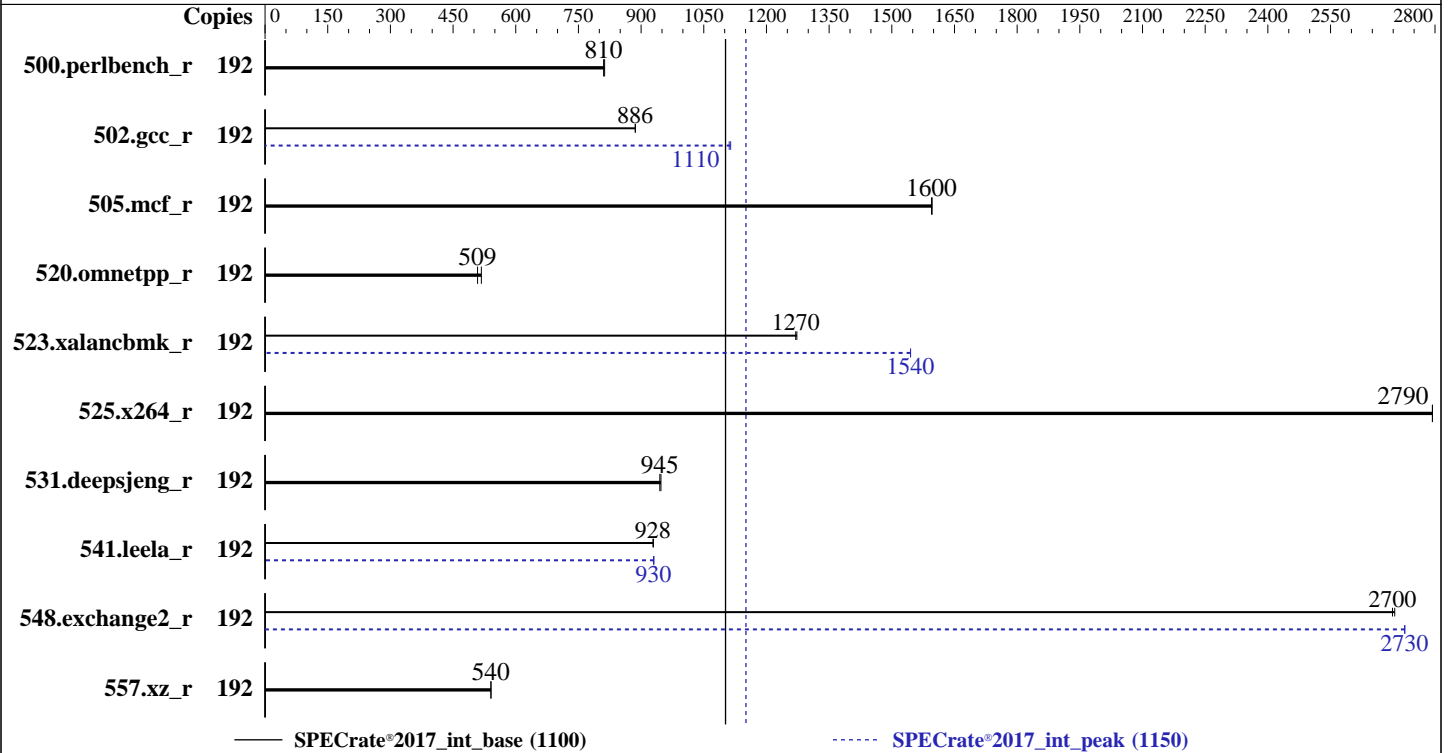 Copies 0 150 300 450 600 750 900 1050 1200 1350 1500 1650 1800 1950 2100 2250 2400 2550 2800
500.perlbench_r 192 810
502.gcc_r 192 886
1110
505.mcf_r 192 1600
520.omnetpp_r 192 509
523.xalancbmk_r 192 1270
1540
525.x264_r 192 2790
531.deepsjeng_r 192 945
541.leela_r 192 928
930
548.exchange2_r 192 2700
2730
557.xz_r 192 540
SPECrate®2017_int_base (1100) SPECrate®2017_int_peak (1150)